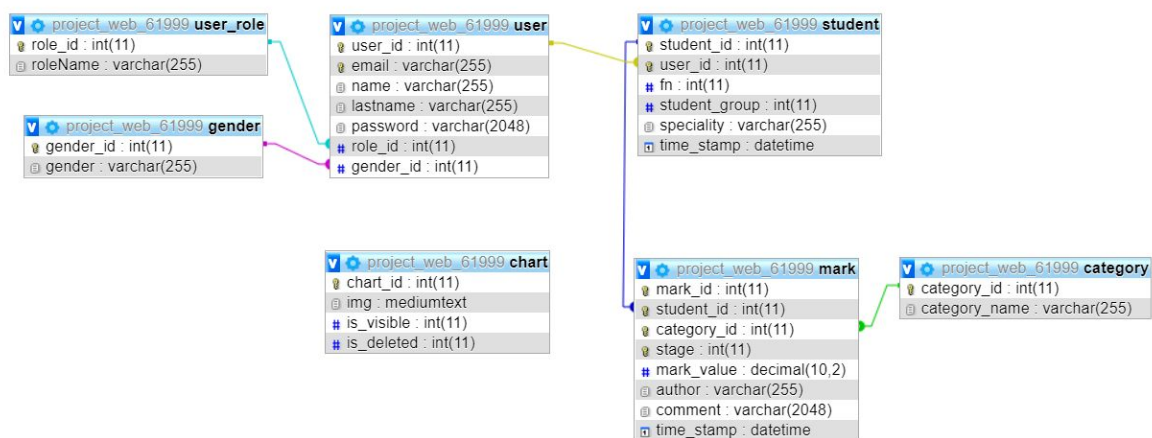 project_web_61999 user_role
role_id : int(11)
roleName : varchar(255)
project_web_61999 gender
gender_id : int(11)
gender : varchar(255)
project_web_61999 user
user_id : int(11)
email : varchar(255)
name : varchar(255)
lastname : varchar(255)
password : varchar(2048)
role_id : int(11)
gender_id : int(11)
project_web_61999 student
student_id : int(11)
user_id : int(11)
fn : int(11)
student_group : int(11)
speciality : varchar(255)
time_stamp : datetime
project_web_61999 chart
chart_id : int(11)
img : mediumtext
is_visible : int(11)
is_deleted : int(11)
project_web_61999 mark
mark_id : int(11)
student_id : int(11)
category_id : int(11)
stage : int(11)
mark_value : decimal(10,2)
author : varchar(255)
comment : varchar(2048)
time_stamp : datetime
project_web_61999 category
category_id : int(11)
category_name : varchar(255)